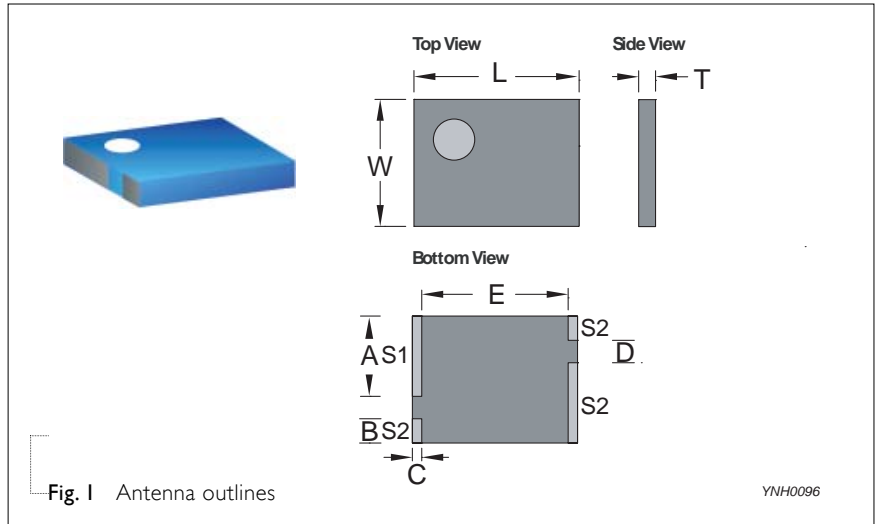 Top View
Side View
L
T
W
Bottom View
E
S2
A S1
D
B S2
S2
C
Fig. 1 Antenna outlines
YNH0096